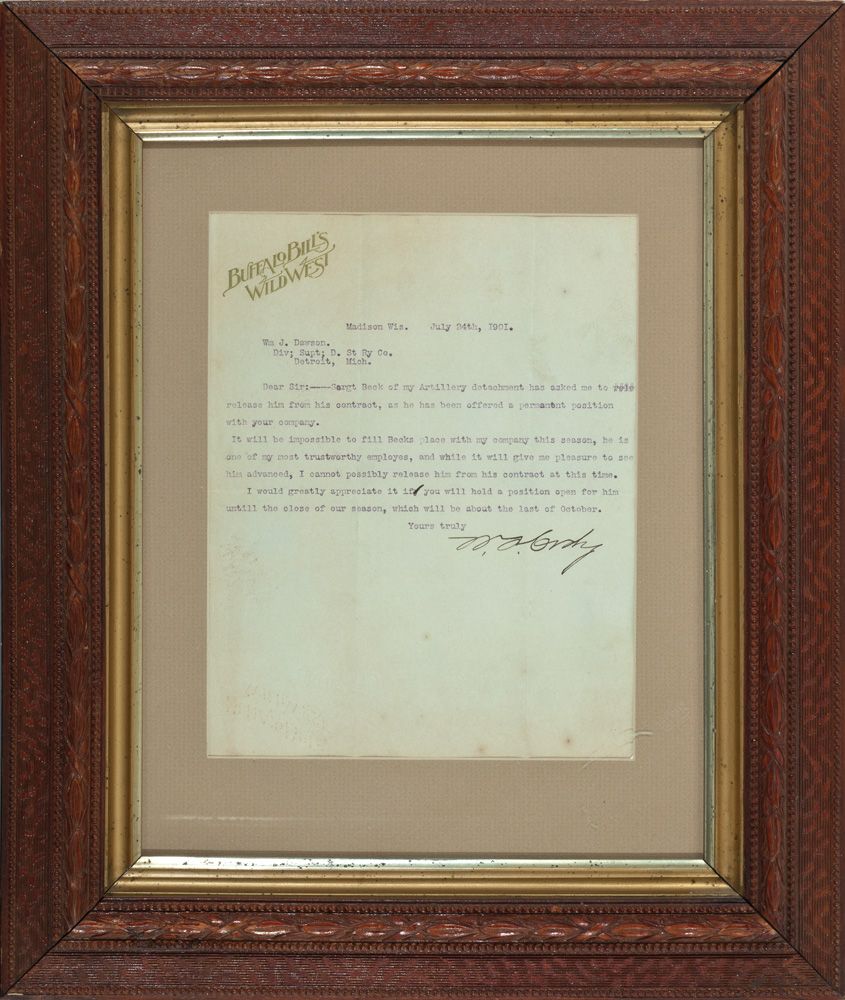 BUFFALO BILL'S
WILD WEST
Madison Wis. July 24th, 1901.
Wm J. Dawson.
Div; Supt; D. St Ry Co.
Detroit, Mich.
Dear Sir:----Sergt Beck of my Artillery detachment has asked me to
release him from his contract, as he has been offered a permanent position
with your company.
It will be impossible to fill Becks place with my company this season, he is
one of my most trustworthy employes, and while it will give me pleasure to see
him advanced, I cannot possibly release him from his contract at this time.
I would greatly appreciate it if you will hold a position open for him
untill the close of our season, which will be about the last of October.
Yours truly
W. F. Cody